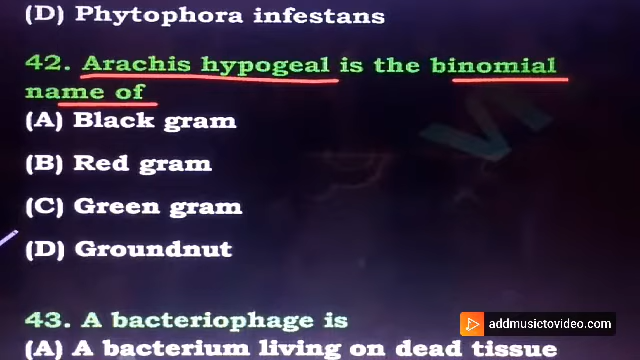 (D) Phytophora infestans
42. Arachis hypogeal is the binomial
name of
(A) Black gram
(B) Red gram
(C) Green gram
(D) Groundnut
43. A bacteriophage is
addmusictovideo.com
(A) A bacterium living on dead tissue